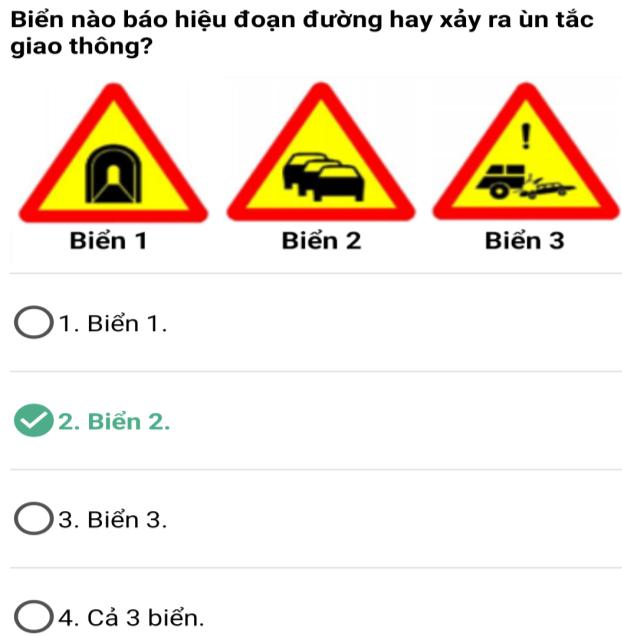 Biển nào báo hiệu đoạn đường hay xảy ra ùn tắc
giao thông?
!
Biển 1 Biển 2 Biển 3
1. Biển 1.
2. Biển 2.
3. Biển 3.
4. Cả 3 biển.